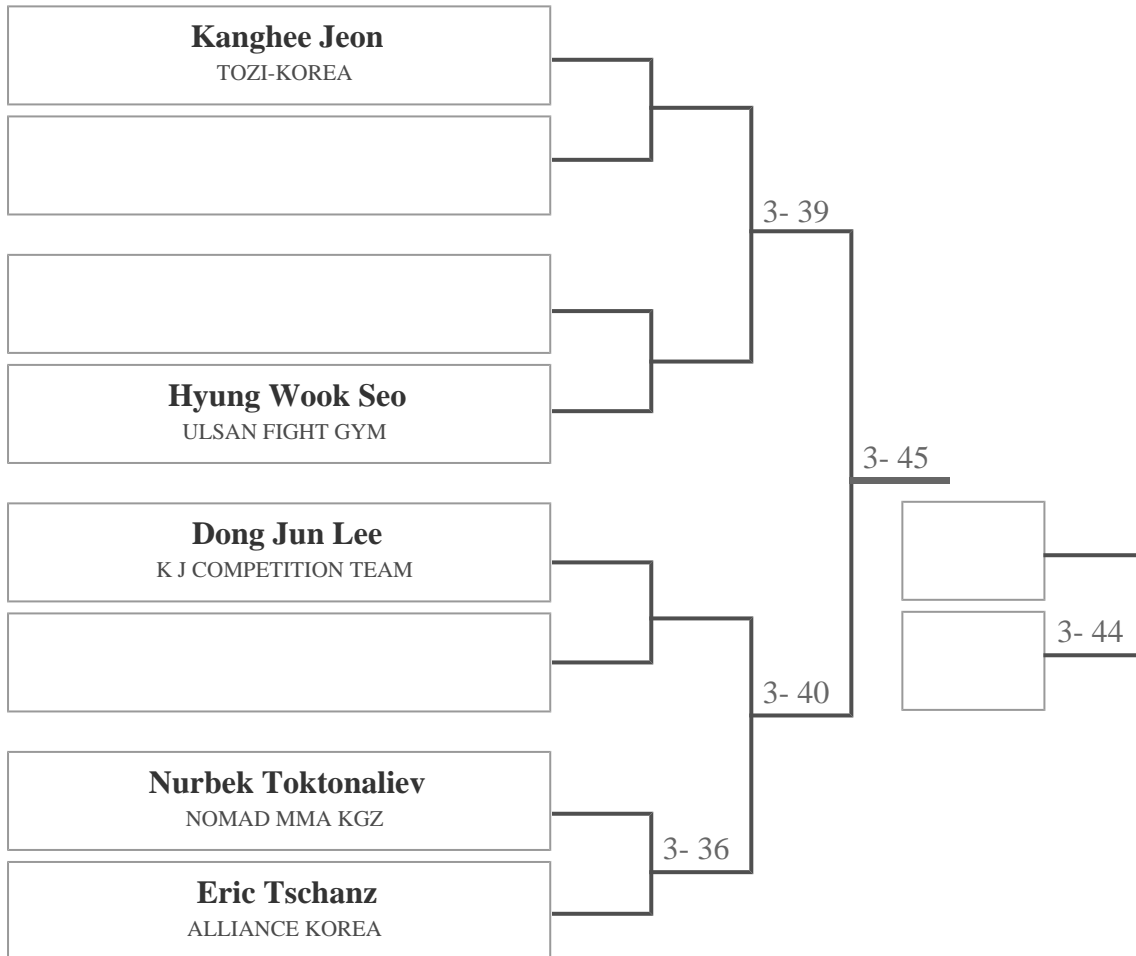 Kanghee Jeon
TOZI-KOREA
3- 39
Hyung Wook Seo
ULSAN FIGHT GYM
3- 45
Dong Jun Lee
K J COMPETITION TEAM
3- 44
3- 40
Nurbek Toktonaliev
NOMAD MMA KGZ
3- 36
Eric Tschanz
ALLIANCE KOREA